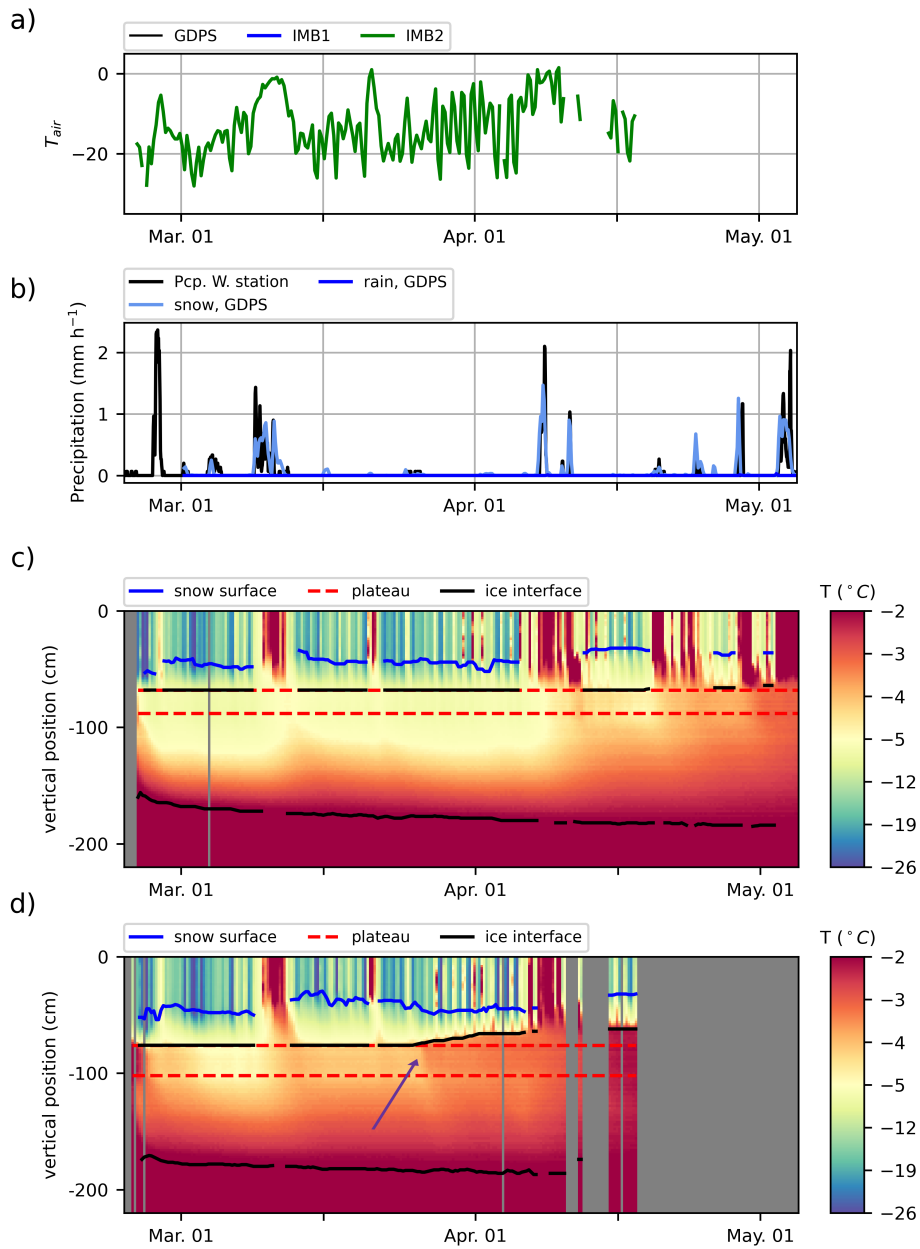 a)
GDPS IMB1 IMB2
0
−20
T_air
Mar. 01 Apr. 01 May. 01
b)
Pcp. W. station rain, GDPS
snow, GDPS
2
1
0
Precipitation (mm h⁻¹)
Mar. 01 Apr. 01 May. 01
c)
snow surface plateau ice interface
T (°C)
0
-100
-200
vertical position (cm)
−2
−3
−4
−5
−12
−19
−26
Mar. 01 Apr. 01 May. 01
d)
snow surface plateau ice interface
T (°C)
0
-100
-200
vertical position (cm)
−2
−3
−4
−5
−12
−19
−26
Mar. 01 Apr. 01 May. 01